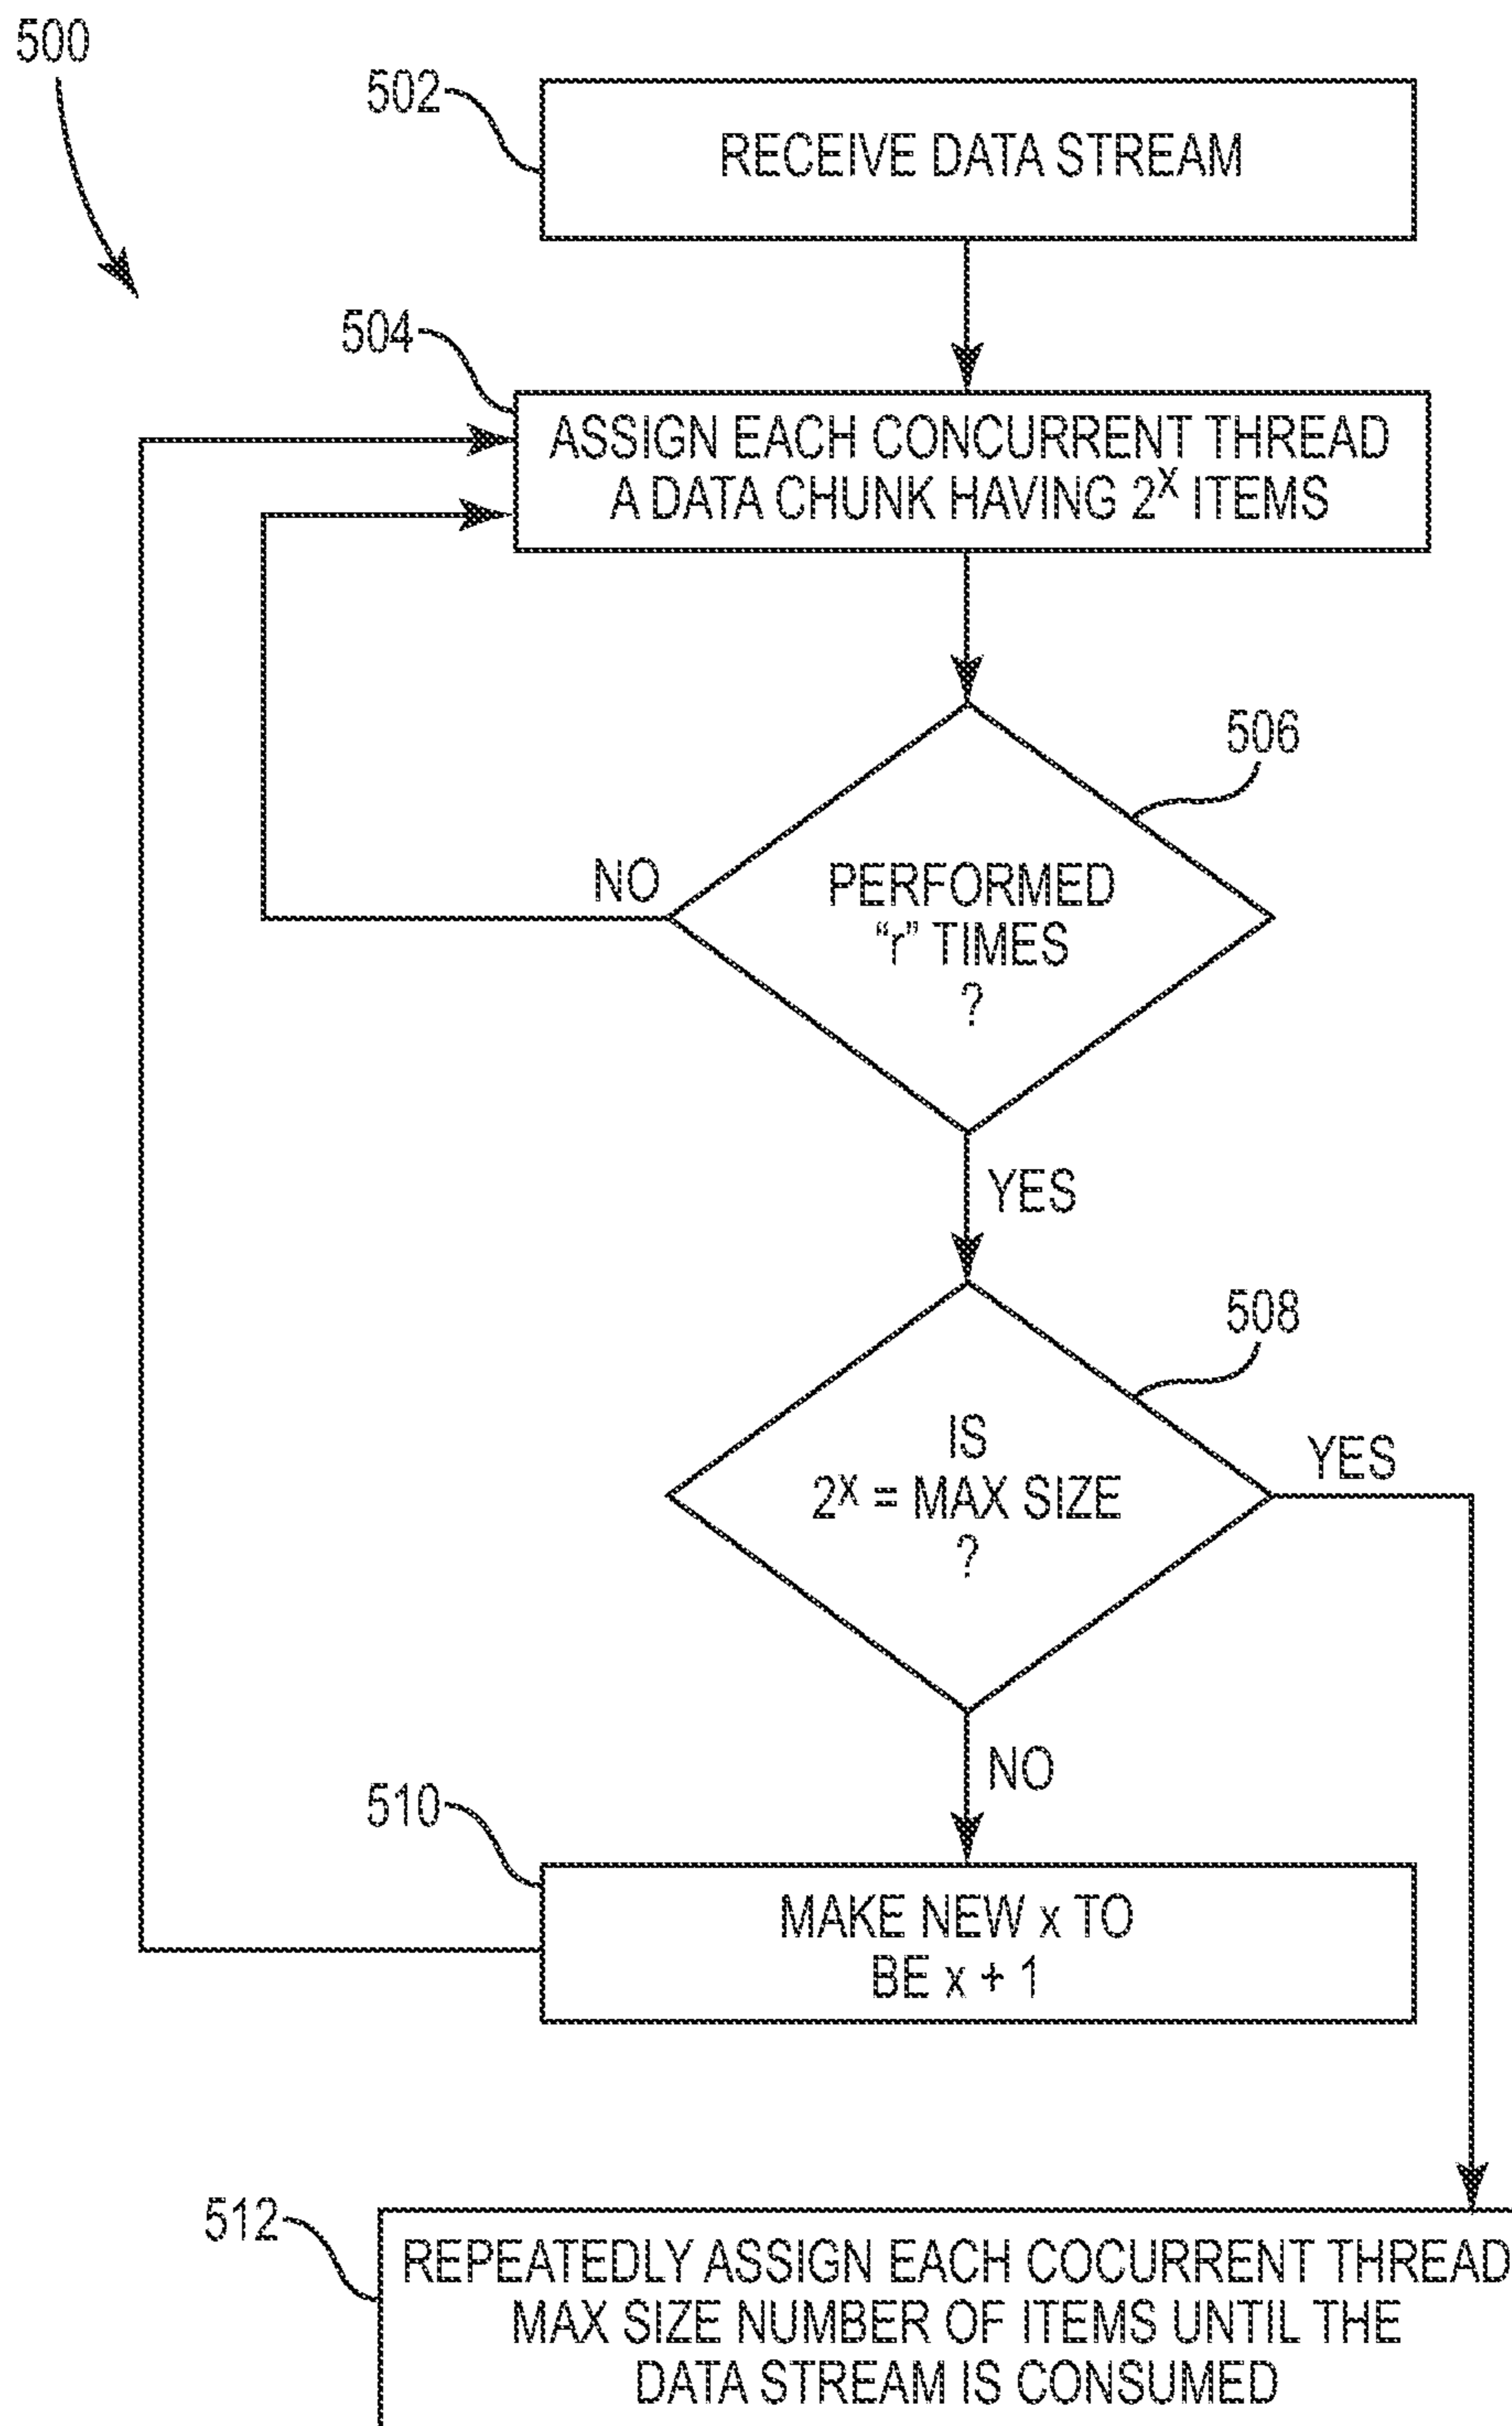 500
502
RECEIVE DATA STREAM
504
ASSIGN EACH CONCURRENT THREAD
A DATA CHUNK HAVING 2^X ITEMS
506
NO
PERFORMED
“r” TIMES
?
YES
508
IS
2^X = MAX SIZE
?
YES
NO
510
MAKE NEW x TO
BE x + 1
512
REPEATEDLY ASSIGN EACH COCURRENT THREAD
MAX SIZE NUMBER OF ITEMS UNTIL THE
DATA STREAM IS CONSUMED